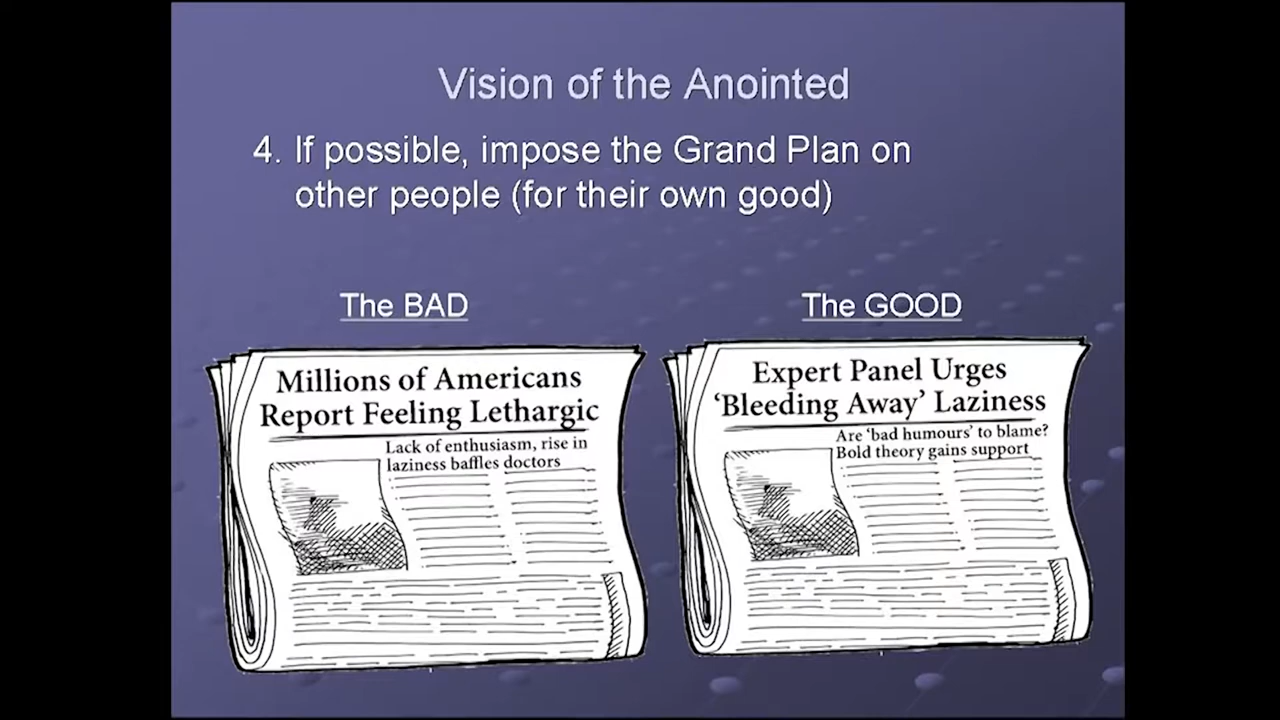 Vision of the Anointed
4. If possible, impose the Grand Plan on
other people (for their own good)
The BAD
Millions of Americans
Report Feeling Lethargic
Lack of enthusiasm, rise in
laziness baffles doctors
The GOOD
Expert Panel Urges
‘Bleeding Away’ Laziness
Are ‘bad humours’ to blame?
Bold theory gains support